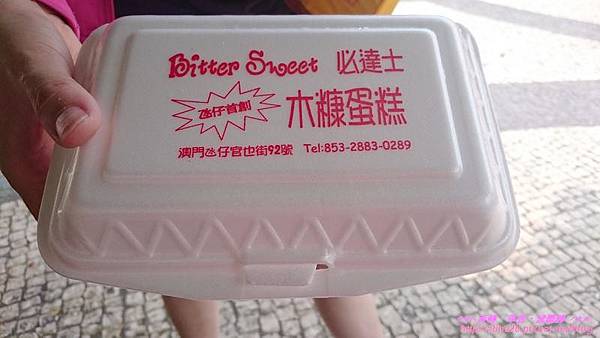 Bitter Sweet 必達士
氹仔首創
木糠蛋糕
澳門氹仔官也街92號 Tel:853-2883-0289